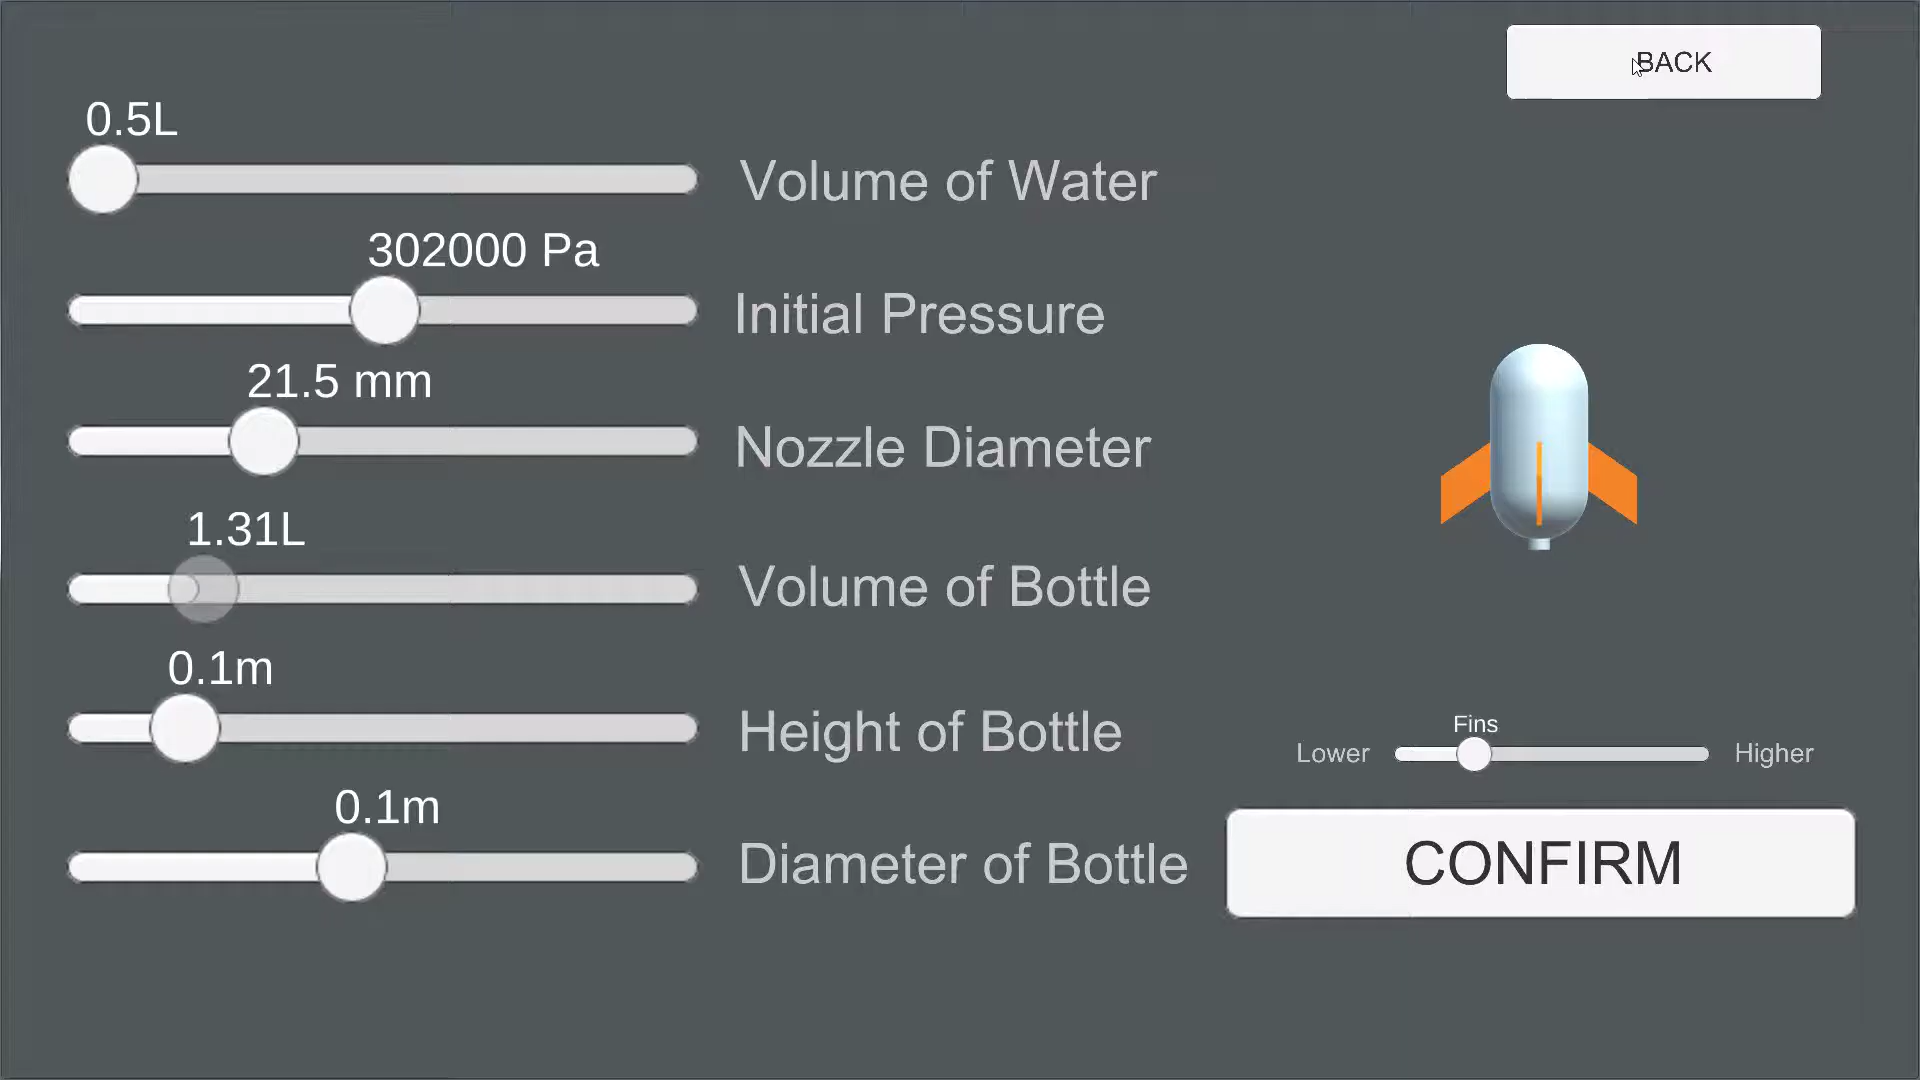 BACK
0.5L
Volume of Water
302000 Pa
Initial Pressure
21.5 mm
Nozzle Diameter
1.31L
Volume of Bottle
0.1m
Height of Bottle
Fins
Lower
Higher
0.1m
Diameter of Bottle
CONFIRM